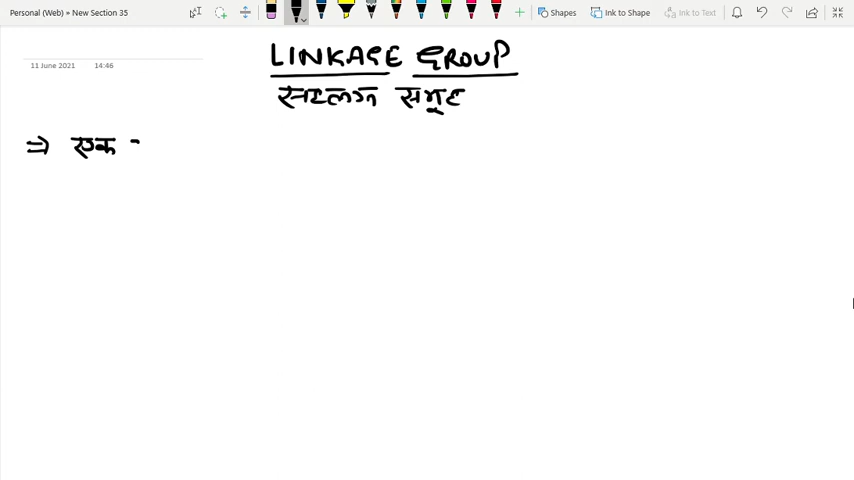 Personal (Web) » New Section 35
Shapes
Ink to Shape
Ink to Text
LINKAGE GROUP
11 June 2021 14:46
सहलग्न समूह
⇒ एक